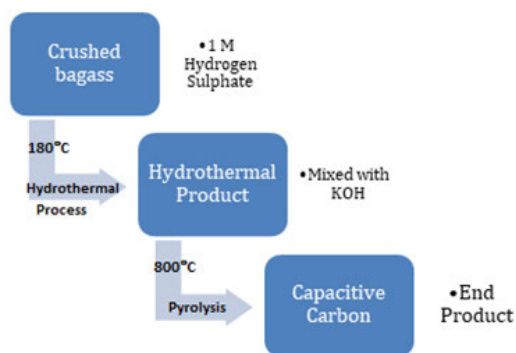 Crushed
bagass
•1 M
Hydrogen
Sulphate
180°C
Hydrothermal
Process
Hydrothermal
Product
•Mixed with
KOH
800°C
Pyrolysis
Capacitive
Carbon
•End
Product